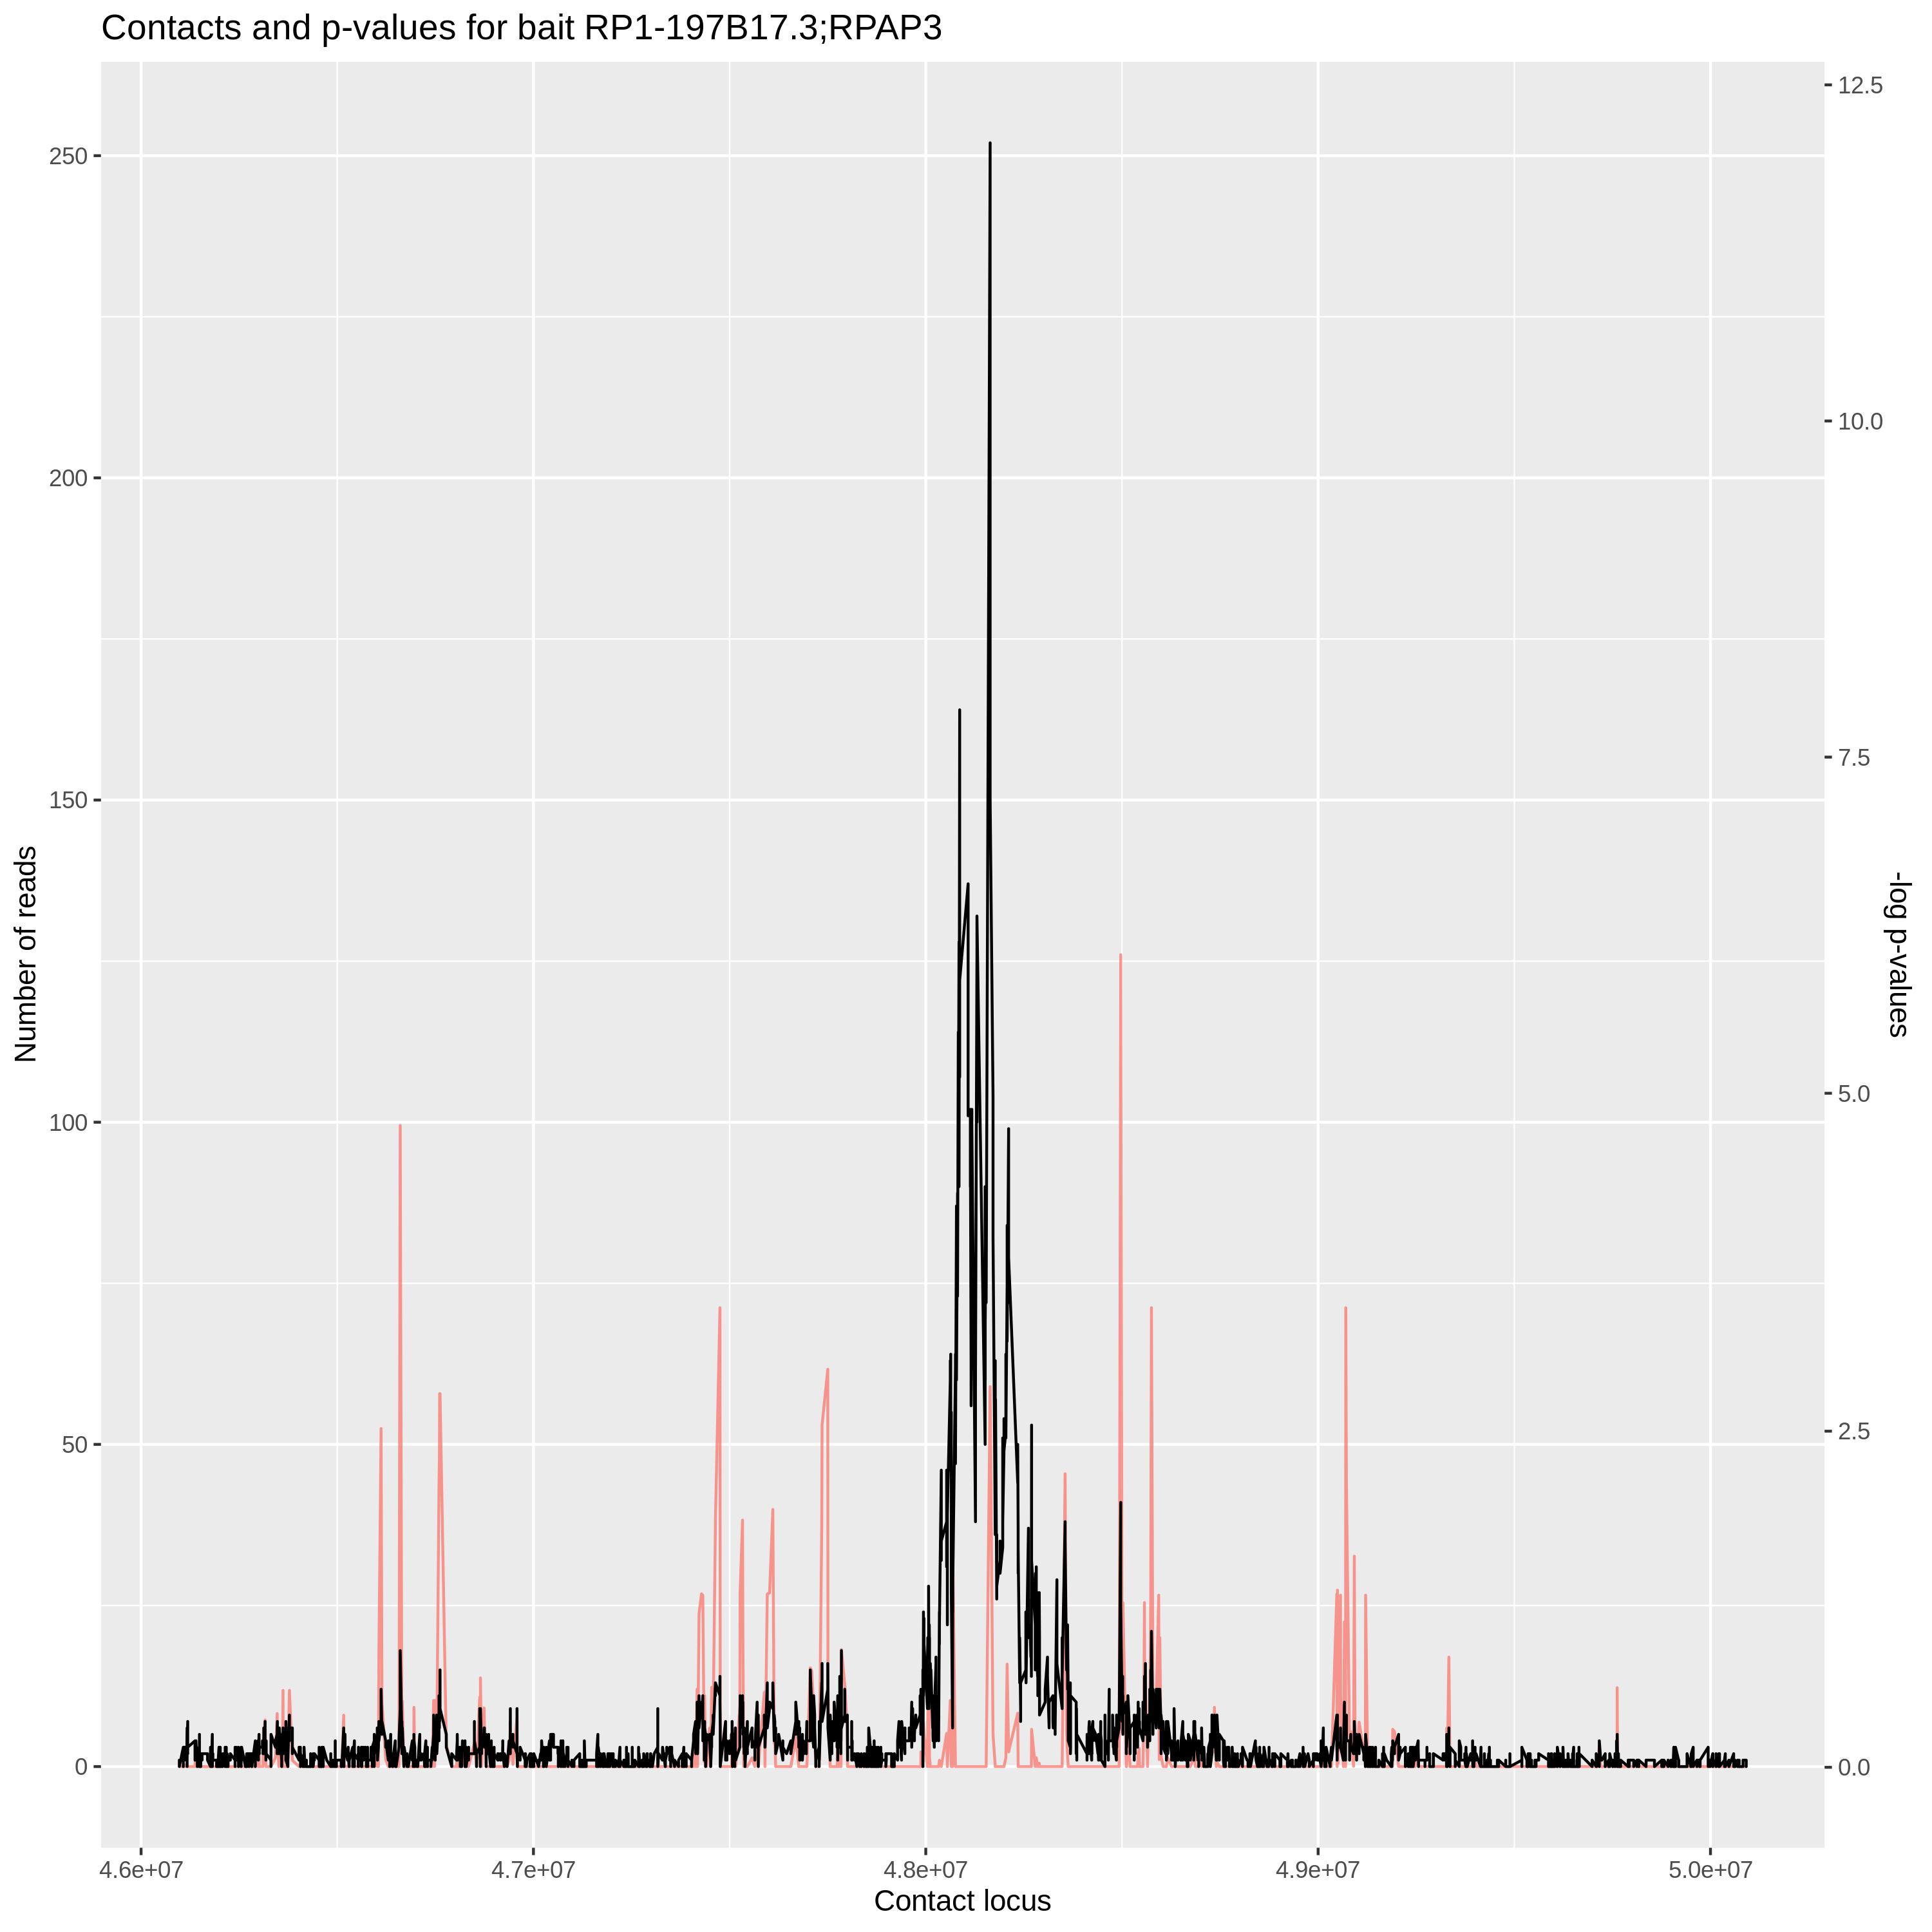 Contacts and p-values for bait RP1-197B17.3;RPAP3
Number of reads
250
200
150
100
50
0
12.5
10.0
7.5
5.0
2.5
0.0
-log p-values
4.6e+07
4.7e+07
4.8e+07
4.9e+07
5.0e+07
Contact locus